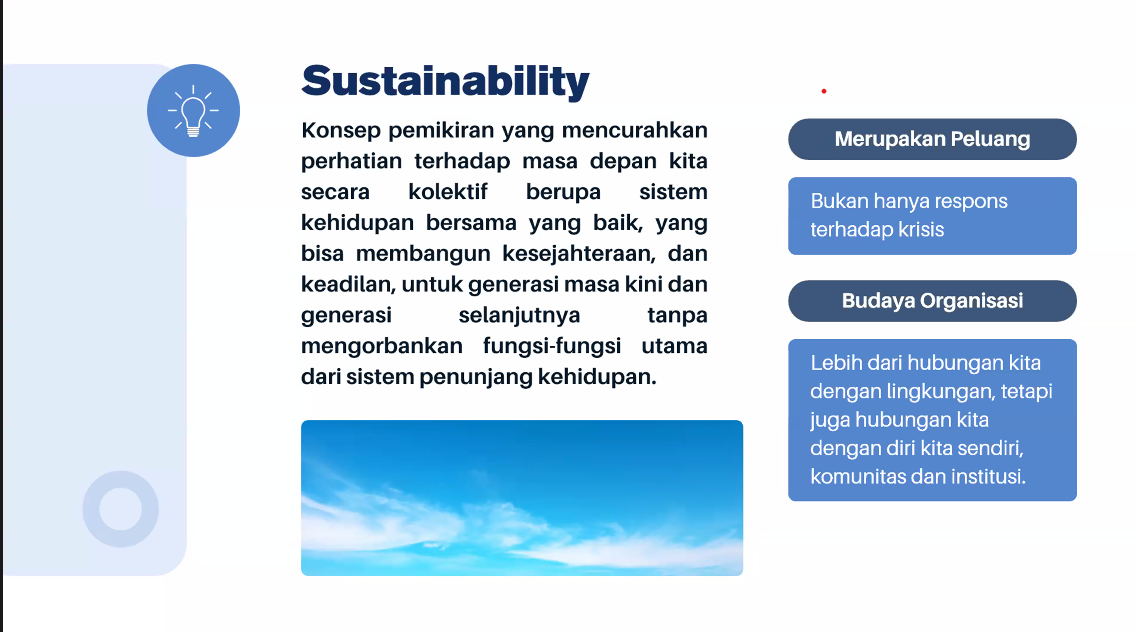 Sustainability
Konsep pemikiran yang mencurahkan
perhatian terhadap masa depan kita
secara kolektif berupa sistem
kehidupan bersama yang baik, yang
bisa membangun kesejahteraan, dan
keadilan, untuk generasi masa kini dan
generasi selanjutnya tanpa
mengorbankan fungsi-fungsi utama
dari sistem penunjang kehidupan.
Merupakan Peluang
Bukan hanya respons
terhadap krisis
Budaya Organisasi
Lebih dari hubungan kita
dengan lingkungan, tetapi
juga hubungan kita
dengan diri kita sendiri,
komunitas dan institusi.